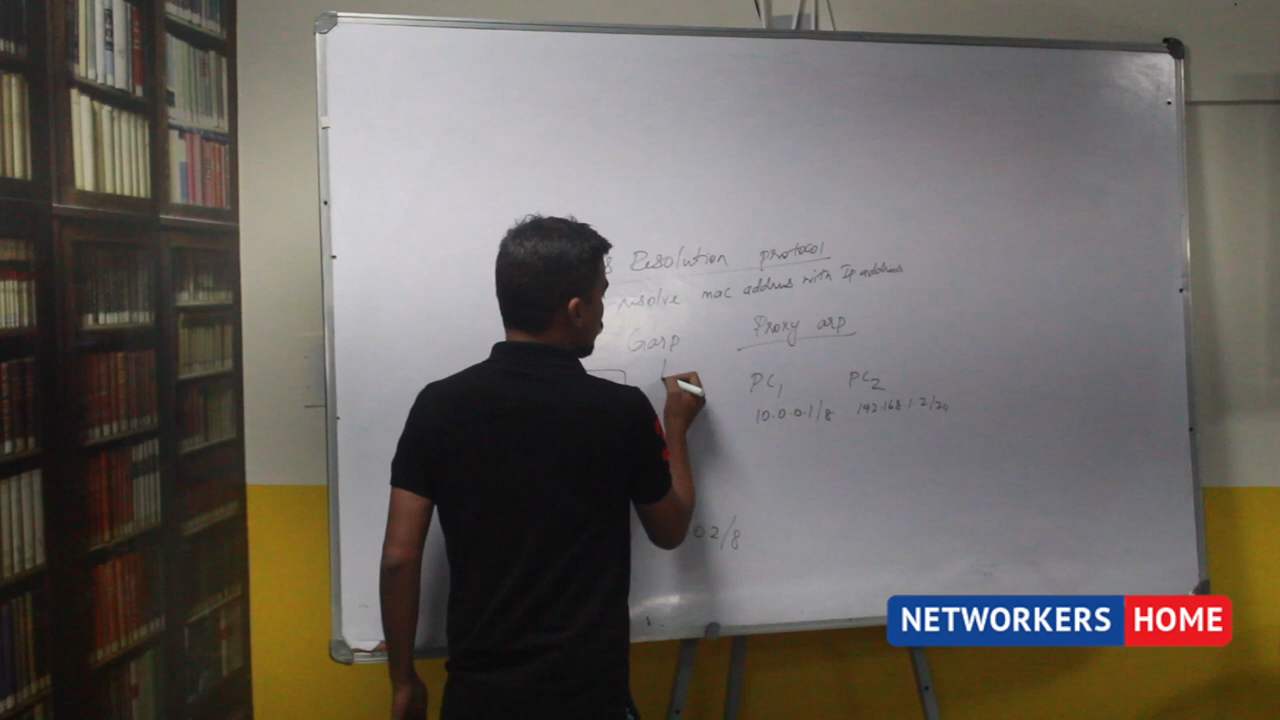 s Resolution protocol
resolve mac address with Ip address
Garp Proxy arp
PC1 PC2
10.0.0.1/8 192.168.1.2/24
.02/8
NETWORKERS HOME